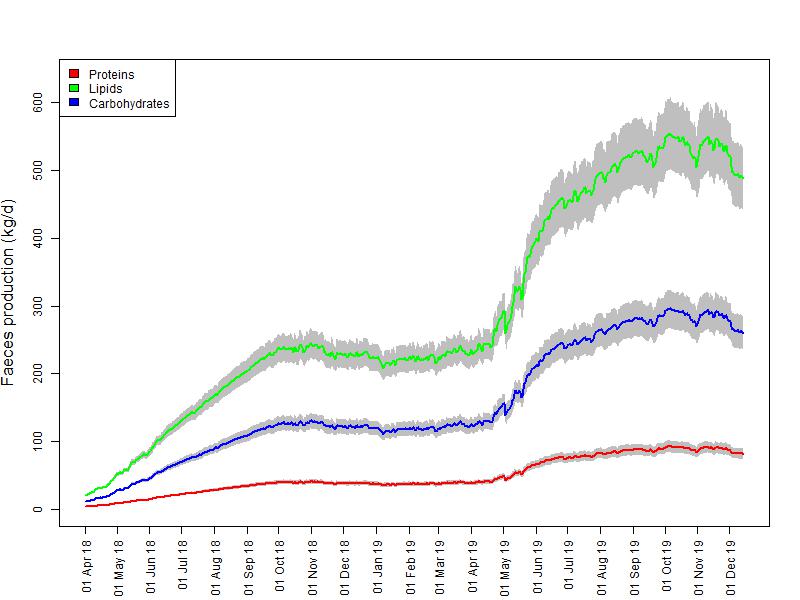 Proteins
Lipids
Carbohydrates
Faeces production (kg/d)
600
500
400
300
200
100
0
01 Apr 18
01 May 18
01 Jun 18
01 Jul 18
01 Aug 18
01 Sep 18
01 Oct 18
01 Nov 18
01 Dec 18
01 Jan 19
01 Feb 19
01 Mar 19
01 Apr 19
01 May 19
01 Jun 19
01 Jul 19
01 Aug 19
01 Sep 19
01 Oct 19
01 Nov 19
01 Dec 19